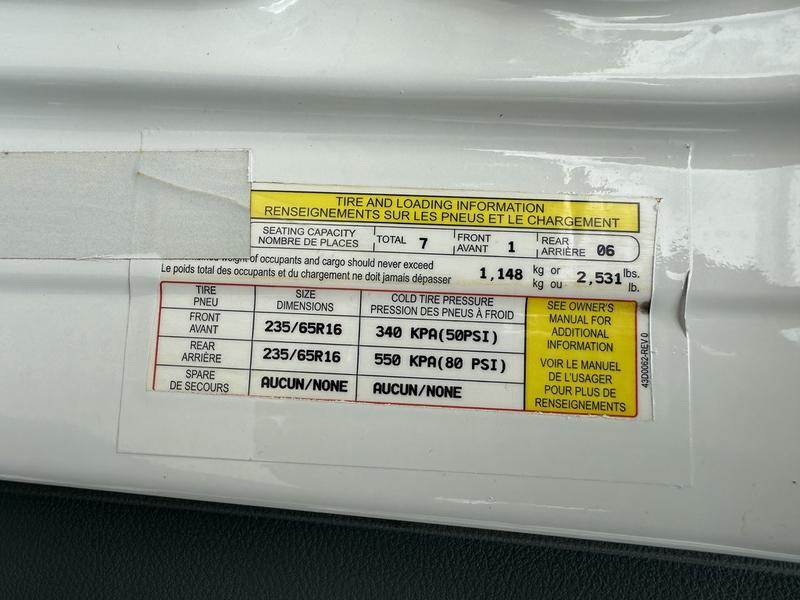 TIRE AND LOADING INFORMATION
RENSEIGNEMENTS SUR LES PNEUS ET LE CHARGEMENT
SEATING CAPACITY
NOMBRE DE PLACES
TOTAL 7
FRONT
AVANT 1
REAR
ARRIÈRE 06
weight of occupants and cargo should never exceed
Le poids total des occupants et du chargement ne doit jamais dépasser
1,148 kg or 2,531 lbs.
kg ou lb.
TIRE
PNEU
SIZE
DIMENSIONS
COLD TIRE PRESSURE
PRESSION DES PNEUS À FROID
FRONT
AVANT
235/65R16
340 KPA(50PSI)
REAR
ARRIÈRE
235/65R16
550 KPA(80 PSI)
SPARE
DE SECOURS
AUCUN/NONE
AUCUN/NONE
SEE OWNER'S
MANUAL FOR
ADDITIONAL
INFORMATION
VOIR LE MANUEL
DE L'USAGER
POUR PLUS DE
RENSEIGNEMENTS
43D0062-REV.0